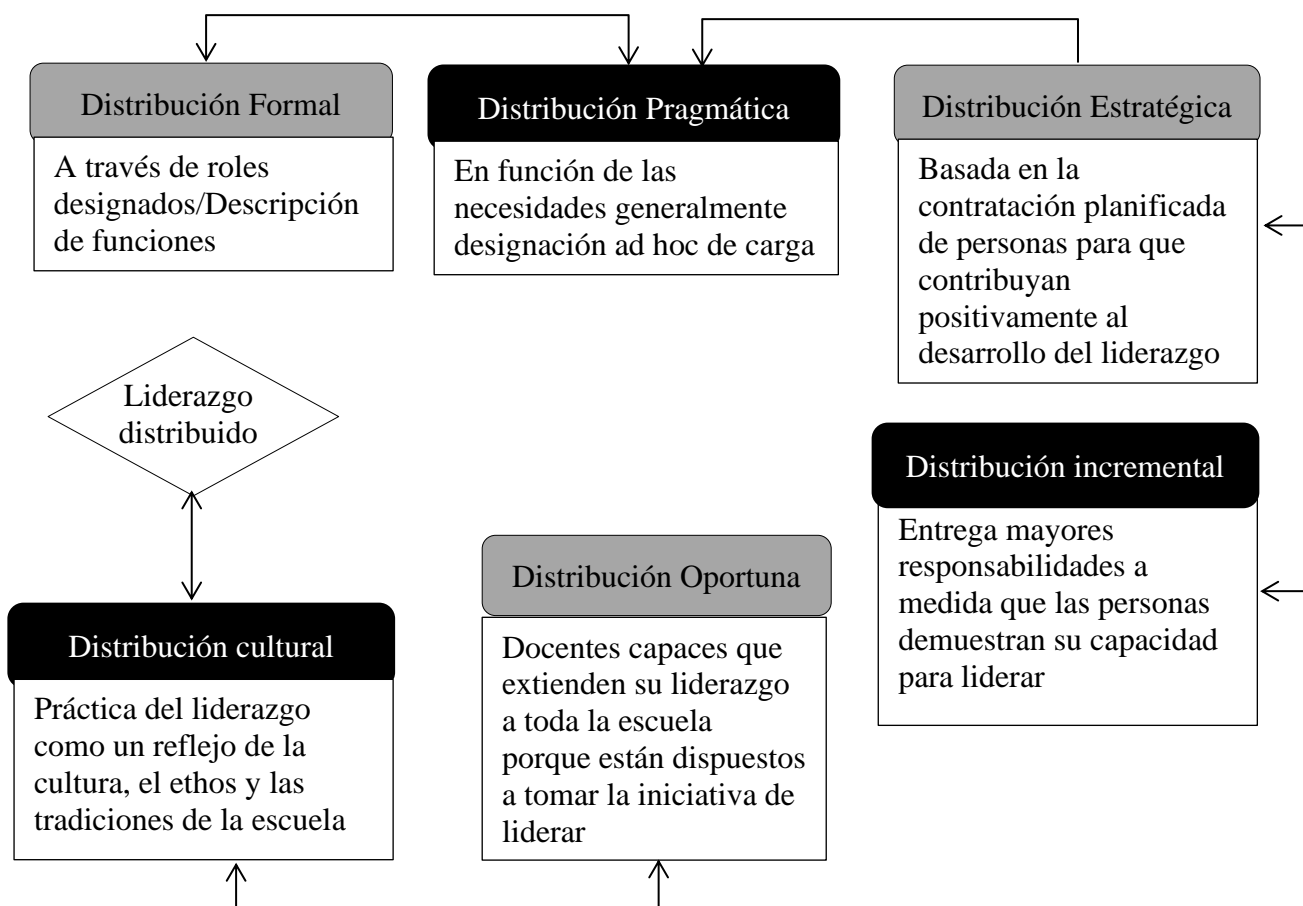 Distribución Formal
A través de roles
designados/Descripción
de funciones
Distribución Pragmática
En función de las
necesidades generalmente
designación ad hoc de carga
Distribución Estratégica
Basada en la
contratación planificada
de personas para que
contribuyan
positivamente al
desarrollo del liderazgo
Liderazgo
distribuido
Distribución cultural
Práctica del liderazgo
como un reflejo de la
cultura, el ethos y las
tradiciones de la escuela
Distribución Oportuna
Docentes capaces que
extienden su liderazgo
a toda la escuela
porque están dispuestos
a tomar la iniciativa de
liderar
Distribución incremental
Entrega mayores
responsabilidades a
medida que las personas
demuestran su capacidad
para liderar